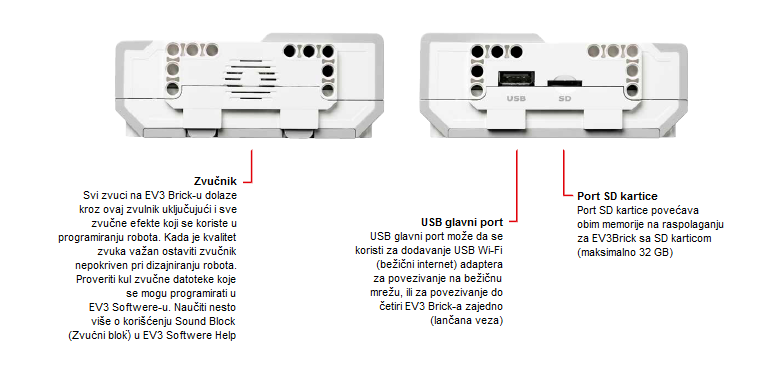 USB
SD
Zvučnik
Svi zvuci na EV3 Brick-u dolaze
kroz ovaj zvulnik uključujući i sve
zvučne efekte koji se koriste u
programiranju robota. Kada je kvalitet
zvuka važan ostaviti zvučnik
nepokriven pri dizajniranju robota.
Proveriti kul zvučne datoteke koje
se mogu programirati u
EV3 Softwere-u. Naučiti nesto
više o korišćenju Sound Block
(Zvučni blok) u EV3 Softwere Help
USB glavni port
USB glavni port može da se
koristi za dodavanje USB Wi-Fi
(bežični internet) adaptera
za povezivanje na bežičnu
mrežu, ili za povezivanje do
četiri EV3 Brick-a zajedno
(lančana veza)
Port SD kartice
Port SD kartice povećava
obim memorije na raspolaganju
za EV3Brick sa SD karticom
(maksimalno 32 GB)